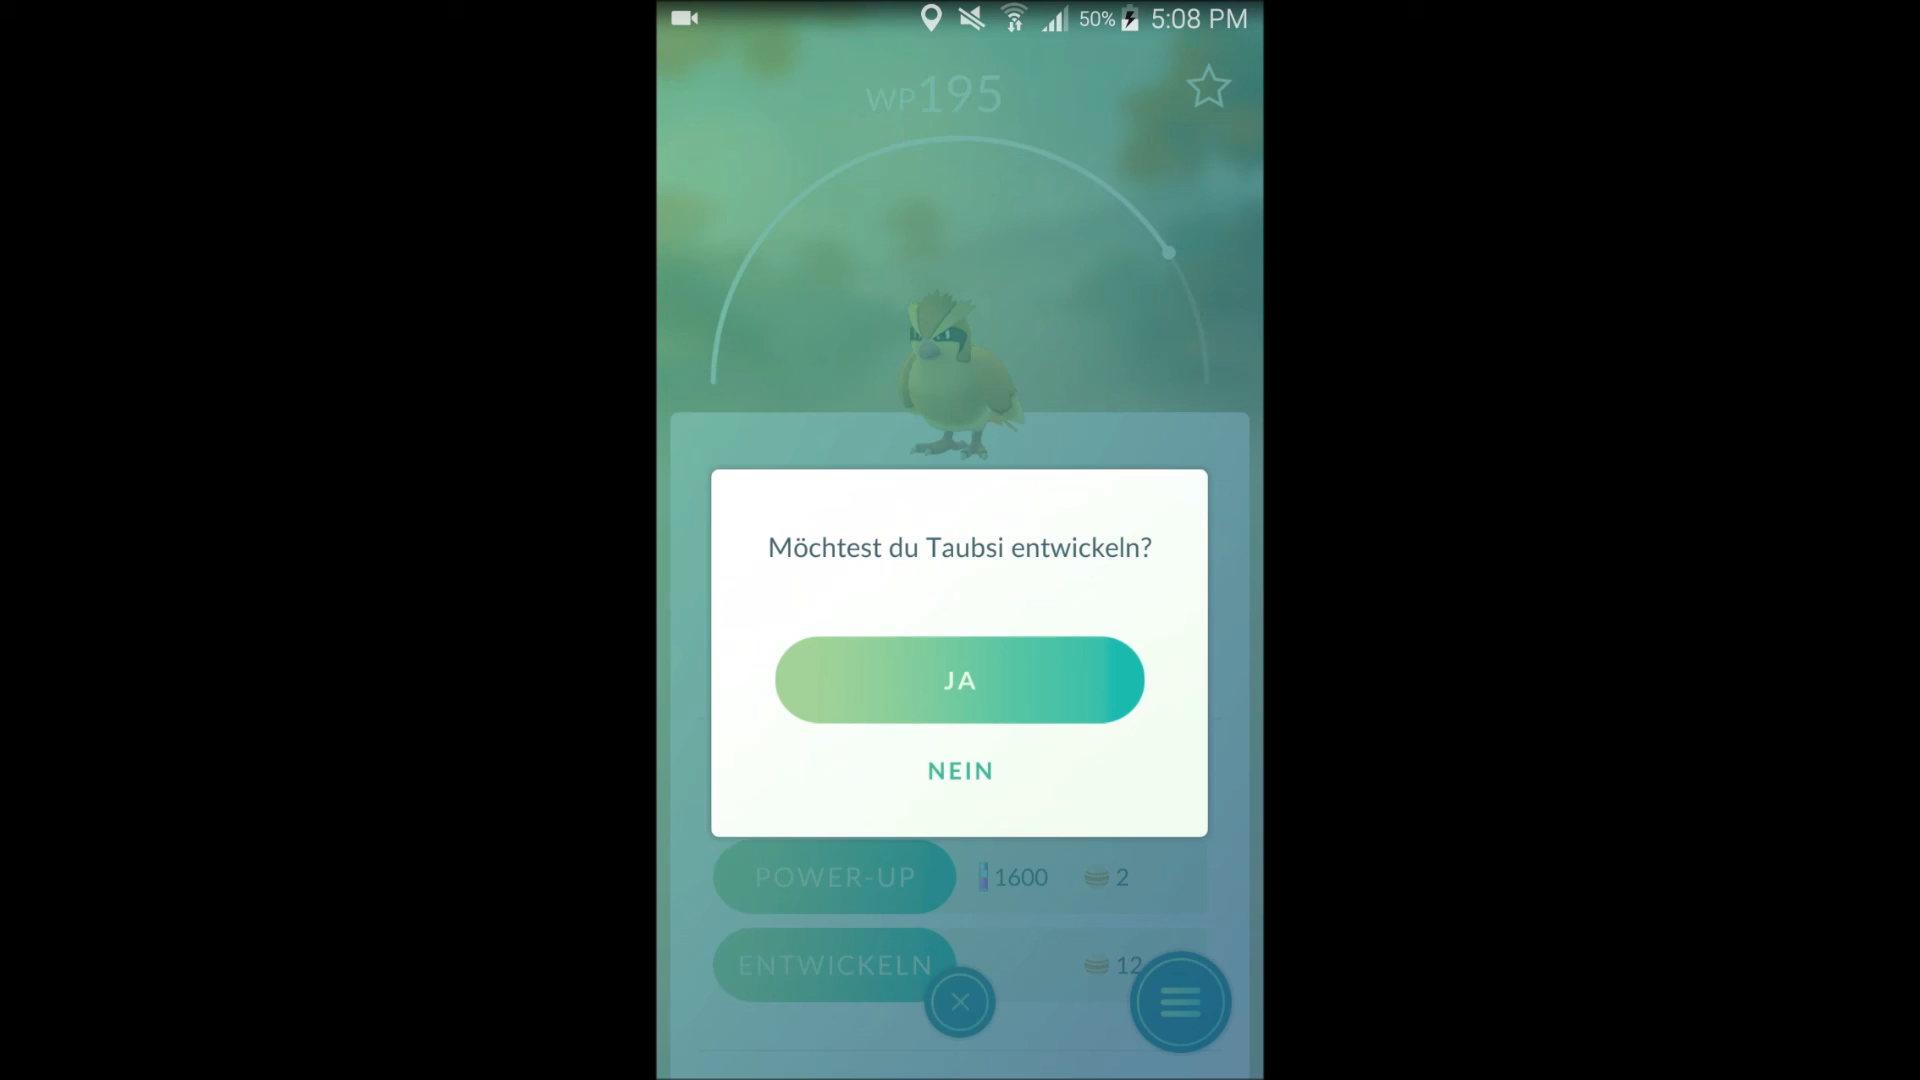 50% 5:08 PM
WP195
Möchtest du Taubsi entwickeln?
JA
NEIN
POWER-UP 1600 2
ENTWICKELN 12